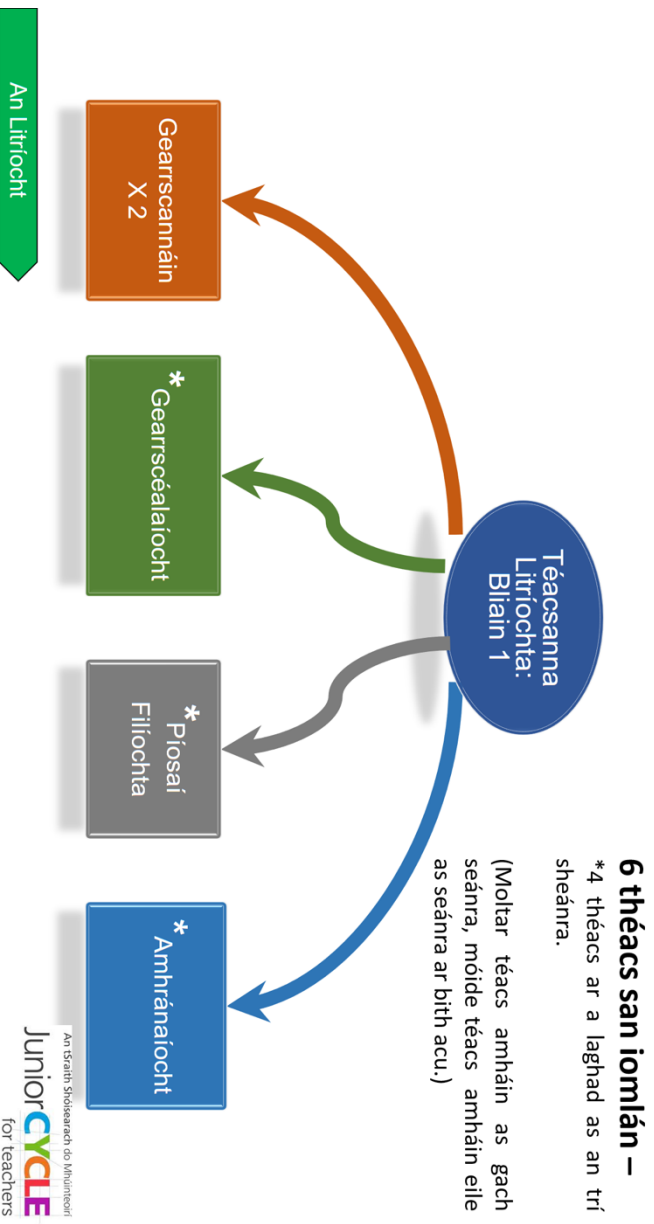 6 théacs san iomlán –
*4 théacs ar a laghad as an trí
sheánra.
(Moltar téacs amháin as gach
seánra, móide téacs amháin eile
as seánra ar bith acu.)
Téacsanna
Litríochta:
Bliain 1
Gearrscannáin
X 2
*Gearrscéalaíocht
*Píosaí
Filíochta
*Amhránaíocht
An Litríocht
An tSraith Shóisearach do Mhúinteoirí
JuniorCYCLE
for teachers